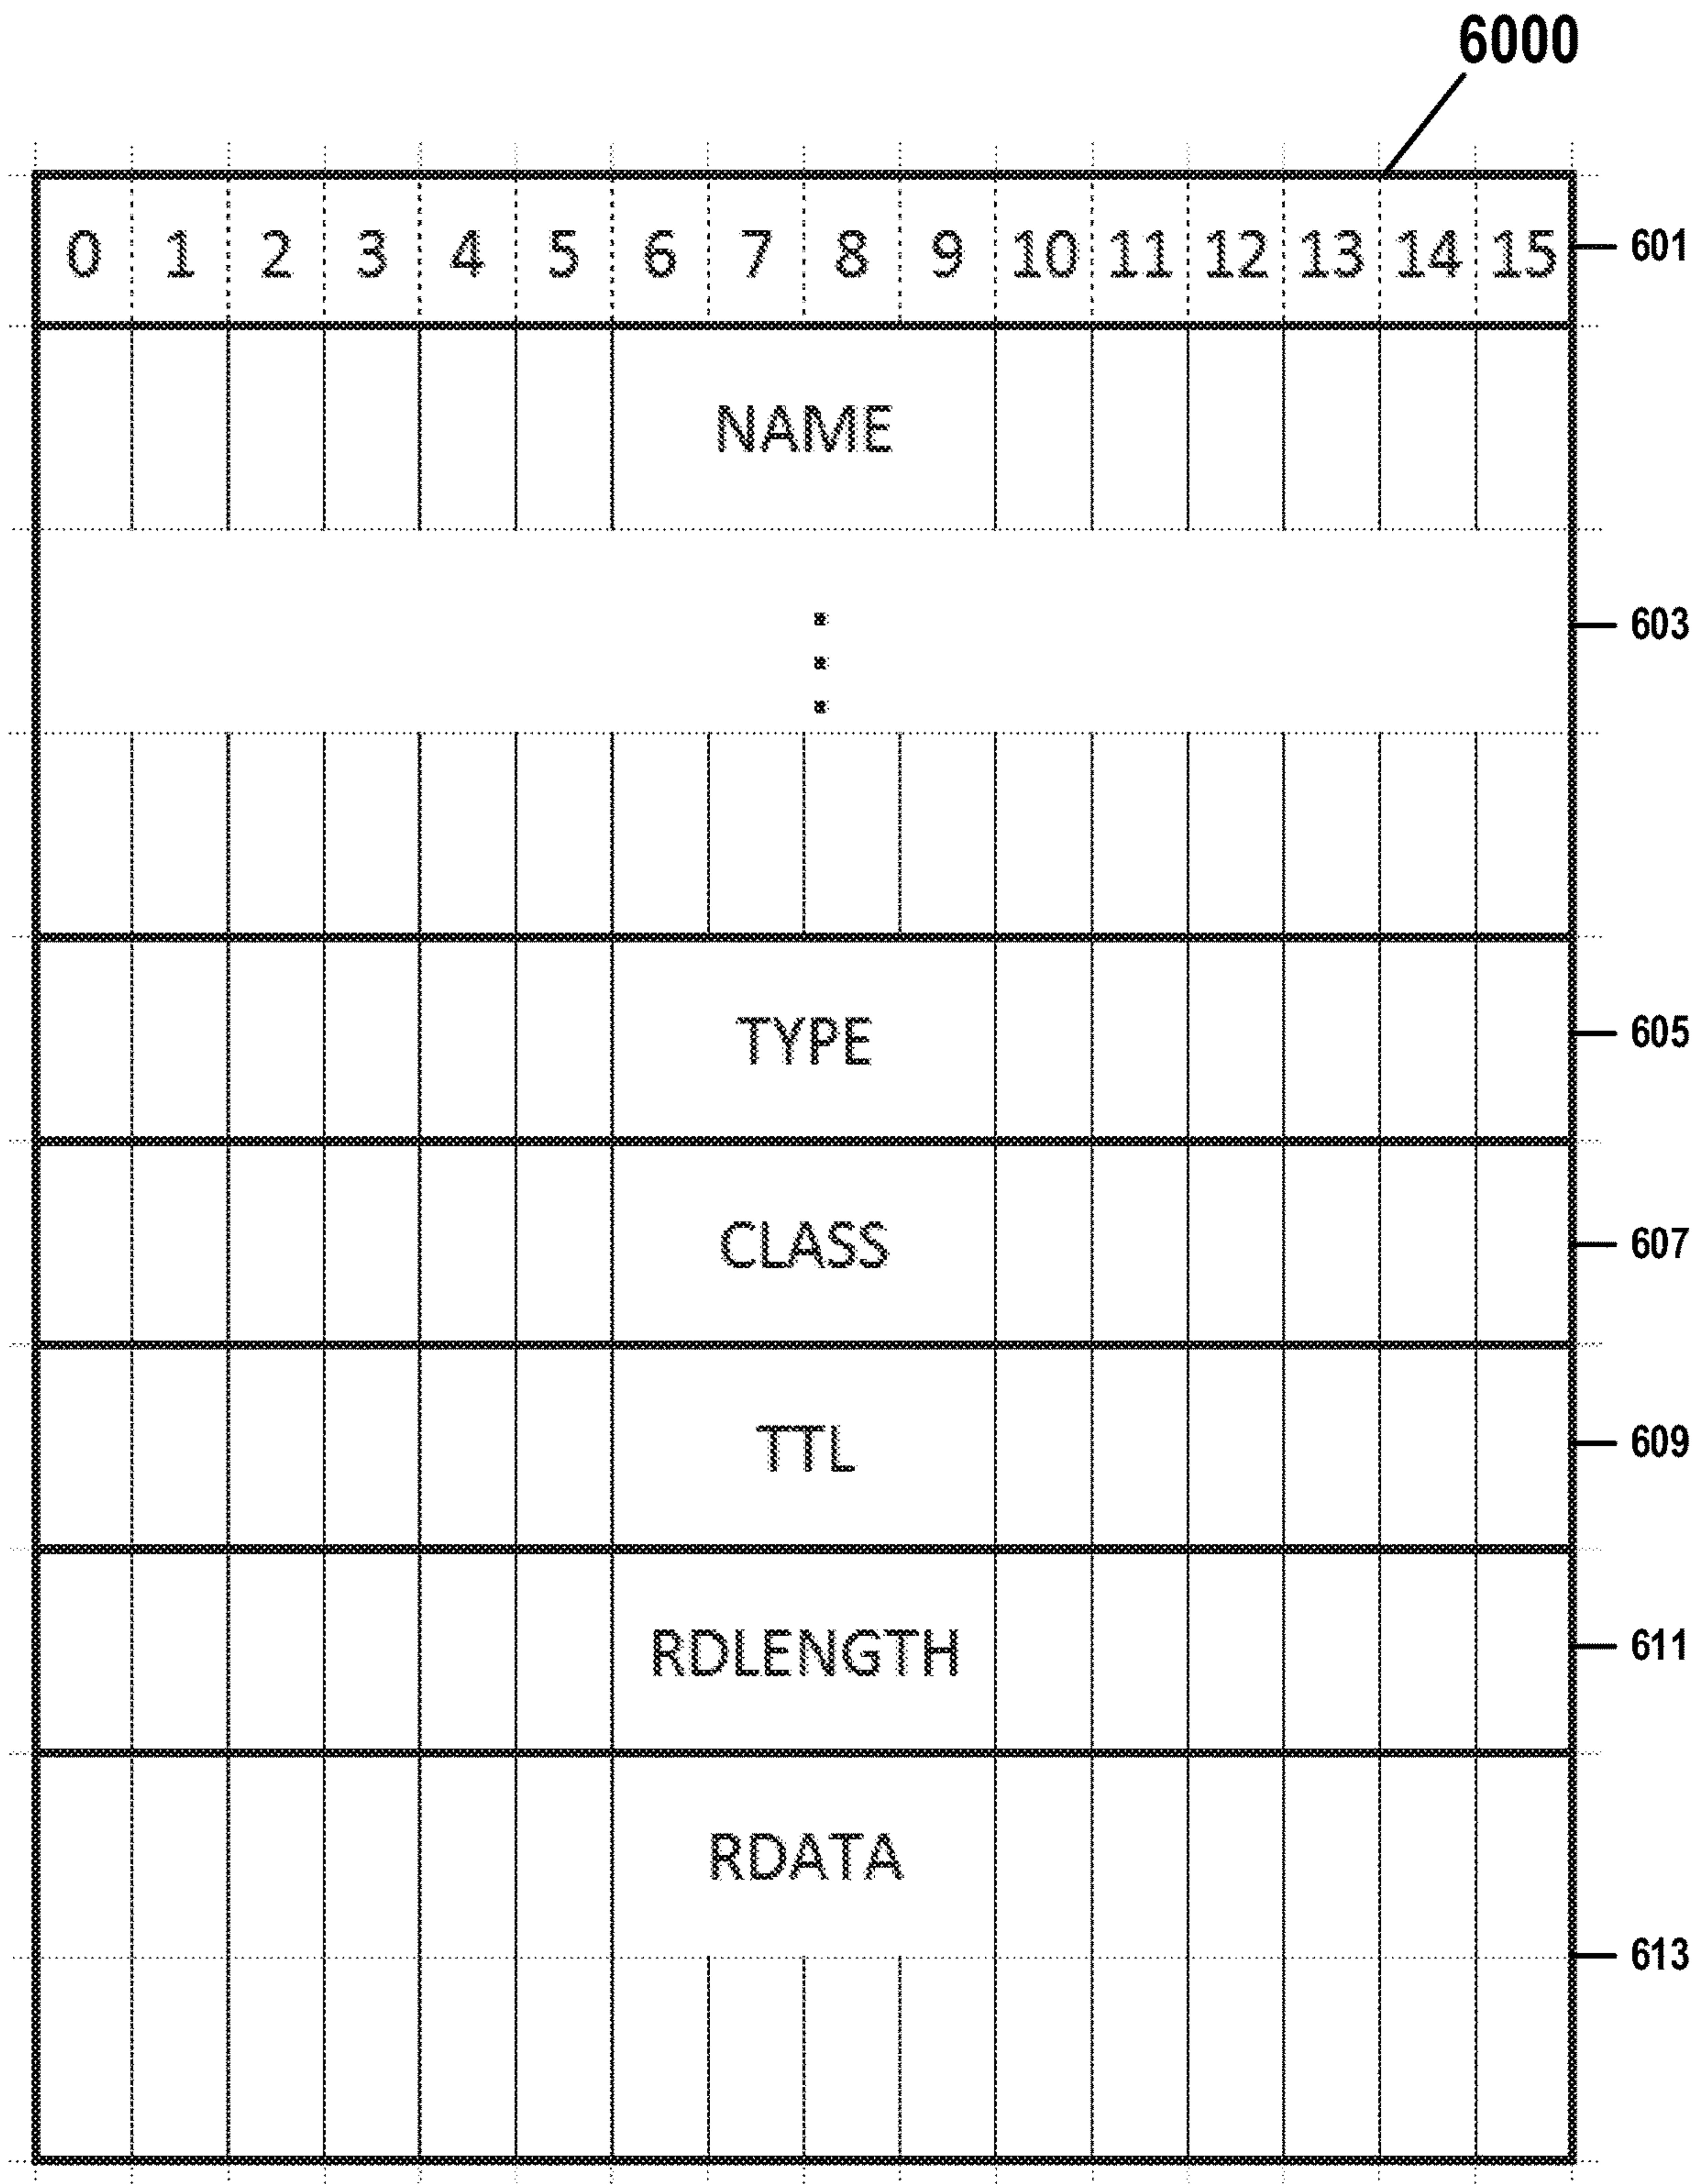 6000
0 1 2 3 4 5 6 7 8 9 10 11 12 13 14 15 601
NAME
603
TYPE 605
CLASS 607
TTL 609
RDLENGTH 611
RDATA
613